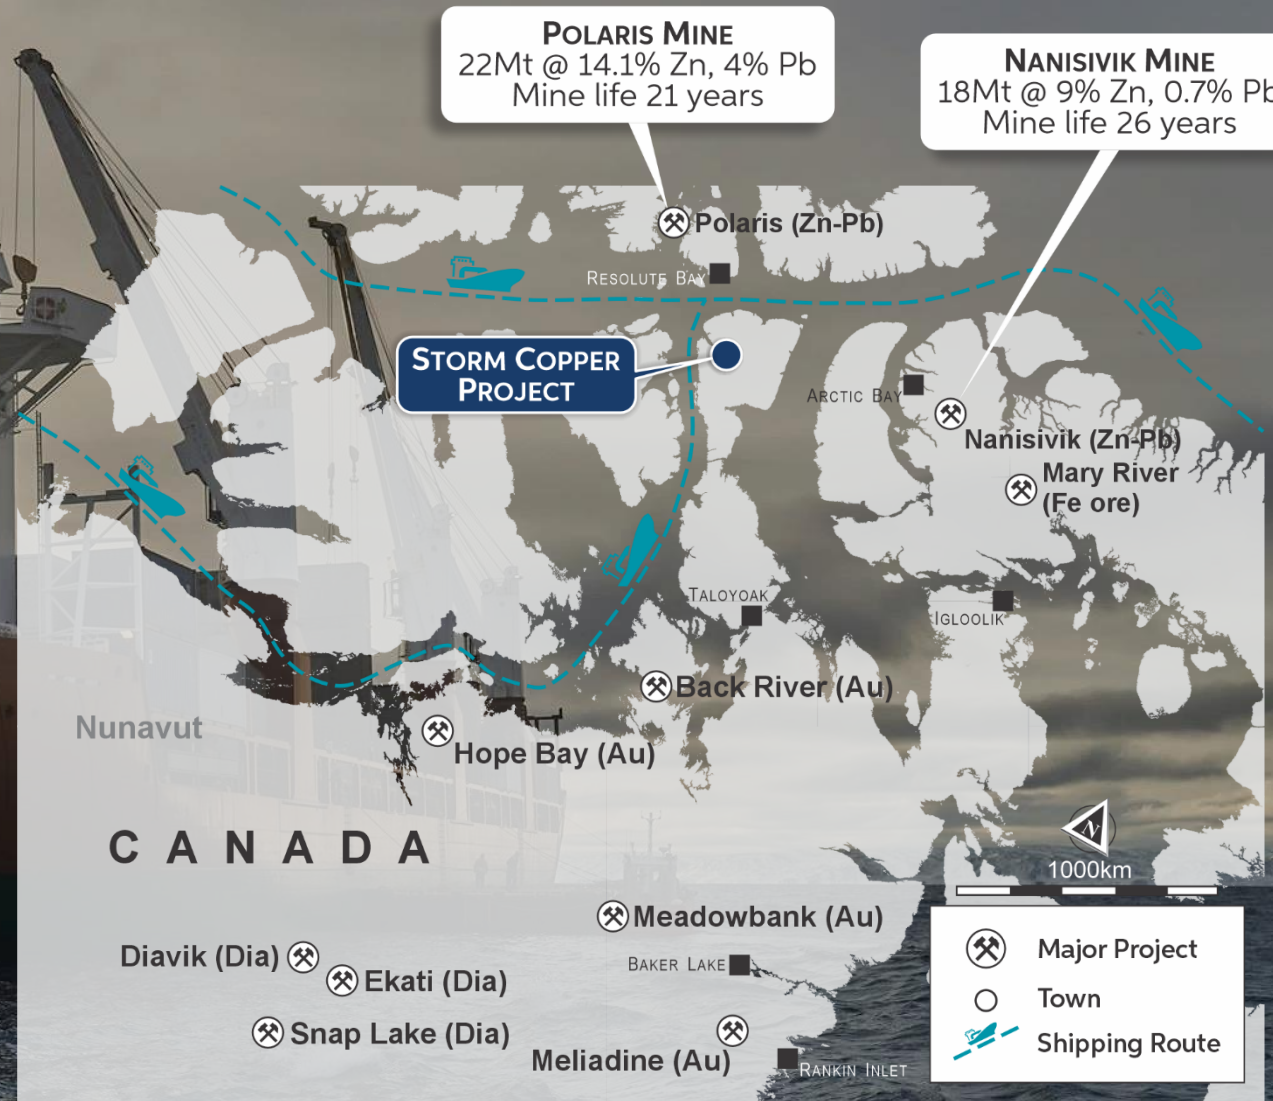 POLARIS MINE
22Mt @ 14.1% Zn, 4% Pb
Mine life 21 years
NANISIVIK MINE
18Mt @ 9% Zn, 0.7% Pb
Mine life 26 years
Polaris (Zn-Pb)
RESOLUTE BAY
STORM COPPER
PROJECT
ARCTIC BAY
Nanisivik (Zn-Pb)
Mary River
(Fe ore)
TALOYOAK
IGLOOLIK
Back River (Au)
Nunavut
Hope Bay (Au)
CANADA
N
1000km
Meadowbank (Au)
Diavik (Dia)
BAKER LAKE
Ekati (Dia)
Snap Lake (Dia)
Meliadine (Au)
RANKIN INLET
Major Project
Town
Shipping Route